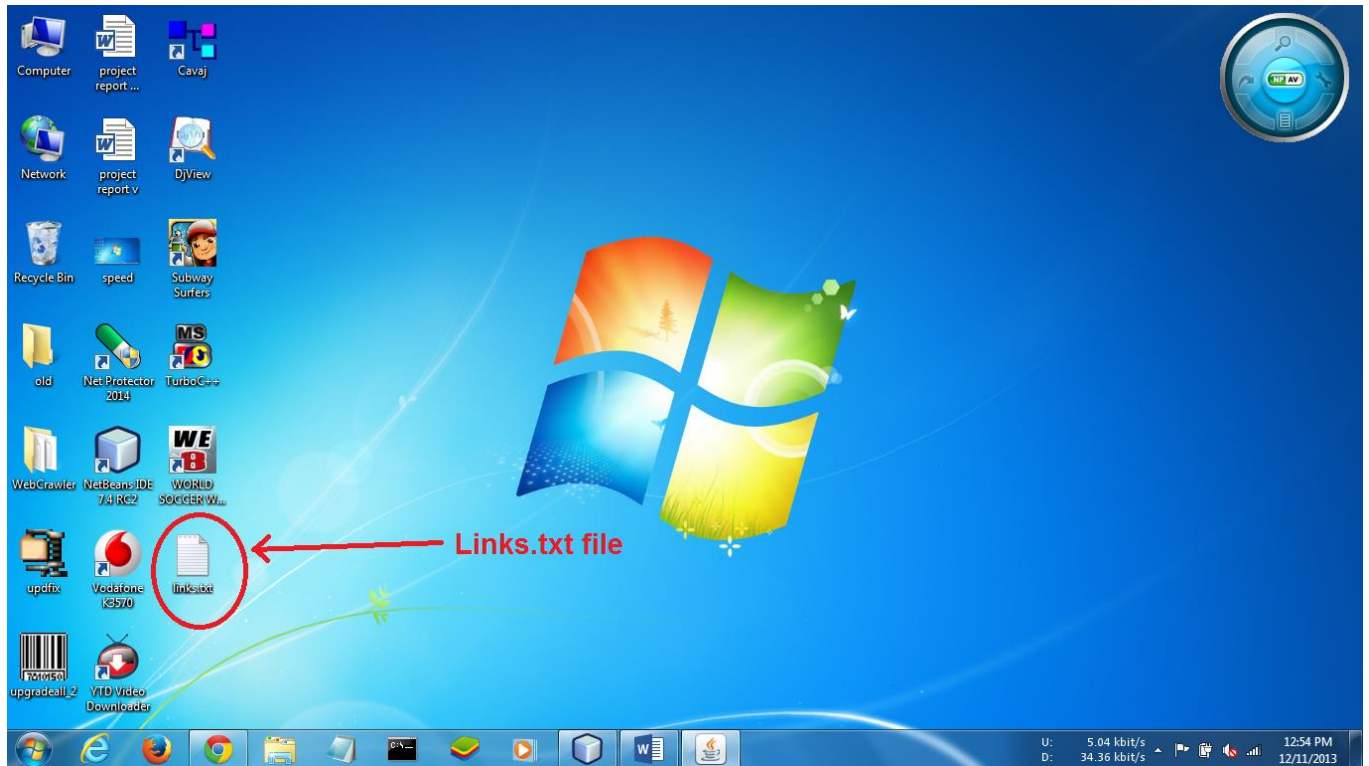 Computer
project
report ...
Cavaj
Network
project
report v
DjView
Recycle Bin
speed
Subway
Surfers
old
Net Protector
2014
MS
TurboC++
WebCrawler
NetBeans IDE
7.4 RC2
WE
8
WORLD
SOCCER W...
updfix
Vodafone
K3570
links.txt
Links.txt file
upgradeall_2
YTD Video
Downloader
NP AV
C:\_
W
U: 5.04 kbit/s
D: 34.36 kbit/s
12:54 PM
12/11/2013